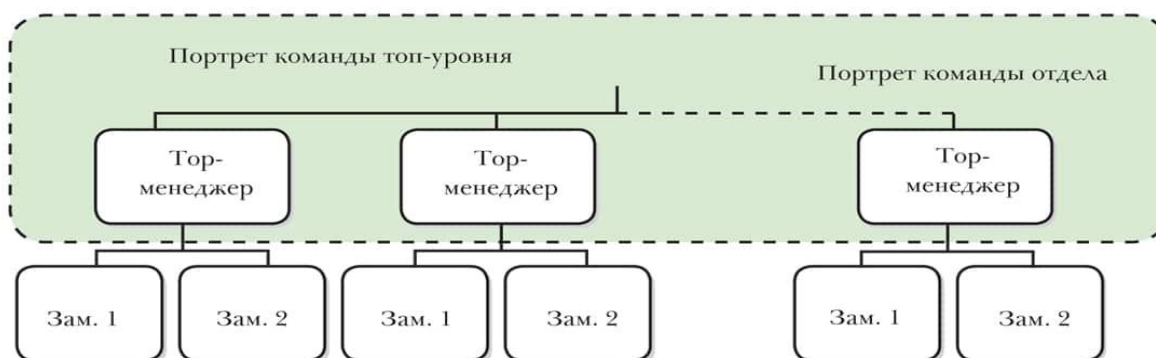 Портрет команды топ-уровня
Портрет команды отдела
Тор-
менеджер
Тор-
менеджер
Тор-
менеджер
Зам. 1
Зам. 2
Зам. 1
Зам. 2
Зам. 1
Зам. 2